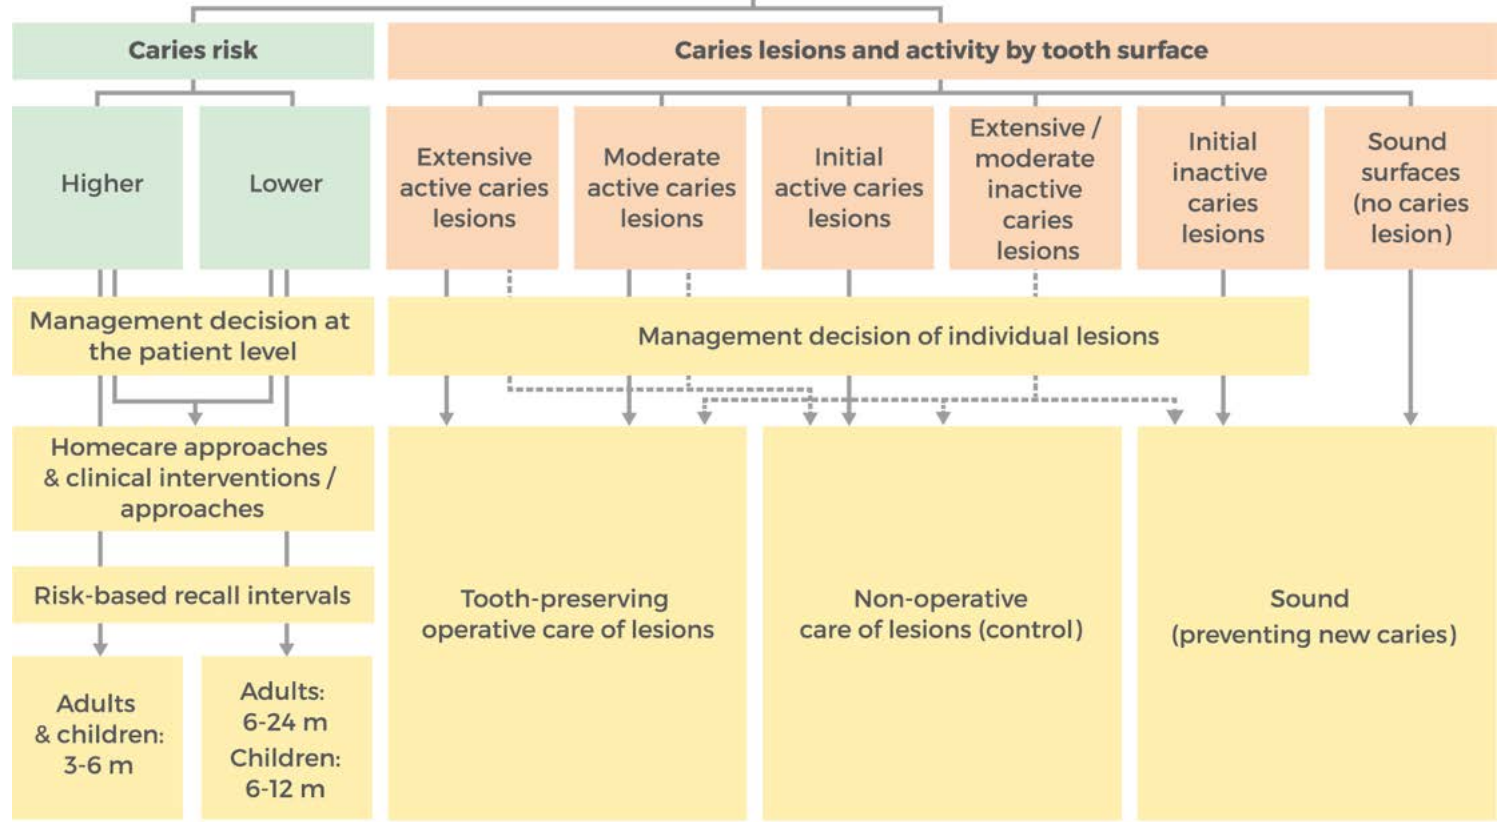 Caries risk
Caries lesions and activity by tooth surface
Higher
Lower
Extensive
active caries
lesions
Moderate
active caries
lesions
Initial
active caries
lesions
Extensive /
moderate
inactive
caries
lesions
Initial
inactive
caries
lesions
Sound
surfaces
(no caries
lesion)
Management decision at
the patient level
Management decision of individual lesions
Homecare approaches
& clinical interventions /
approaches
Risk-based recall intervals
Adults
& children:
3-6 m
Adults:
6-24 m
Children:
6-12 m
Tooth-preserving
operative care of lesions
Non-operative
care of lesions (control)
Sound
(preventing new caries)